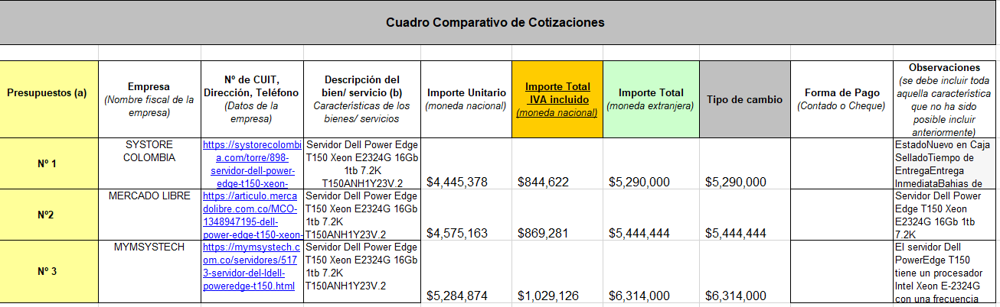 Cuadro Comparativo de Cotizaciones
Presupuestos (a)
Empresa
(Nombre fiscal de la
empresa)
Nº de CUIT,
Dirección, Teléfono
(Datos de la
empresa)
Descripción del
bien/ servicio (b)
Características de los
bienes/ servicios
Importe Unitario
(moneda nacional)
Importe Total
IVA incluido
(moneda nacional)
Importe Total
(moneda extranjera)
Tipo de cambio
Forma de Pago
(Contado o Cheque)
Observaciones
(se debe incluir toda
aquella característica
que no ha sido
posible incluir
anteriormente)
Nº 1
SYSTORE
COLOMBIA
https://systorecolombi
a.com/torre/898-
servidor-dell-power-
edge-t150-xeon-
Servidor Dell Power Edge
T150 Xeon E2324G 16Gb
1tb 7.2K
T150ANH1Y23V.2
$4,445,378
$844,622
$5,290,000
$5,290,000
EstadoNuevo en Caja
SelladoTiempo de
EntregaEntrega
InmediataBahias de
Nº2
MERCADO LIBRE
https://articulo.merca
dolibre.com.co/MCO-
1348947195-dell-
power-edge-t150-xeon-
Servidor Dell Power Edge
T150 Xeon E2324G 16Gb
1tb 7.2K
T150ANH1Y23V.2
$4,575,163
$869,281
$5,444,444
$5,444,444
Servidor Dell Power
Edge T150 Xeon
E2324G 16Gb 1tb
7.2K
Nº 3
MYMSYSTECH
https://mymsystech.c
om.co/servidores/517
3-servidor-del-ldell-
poweredge-t150.html
Servidor Dell Power Edge
T150 Xeon E2324G 16Gb
1tb 7.2K
T150ANH1Y23V.2
$5,284,874
$1,029,126
$6,314,000
$6,314,000
El servidor Dell
PowerEdge T150
tiene un procesador
Intel Xeon E-2324G
con una frecuencia